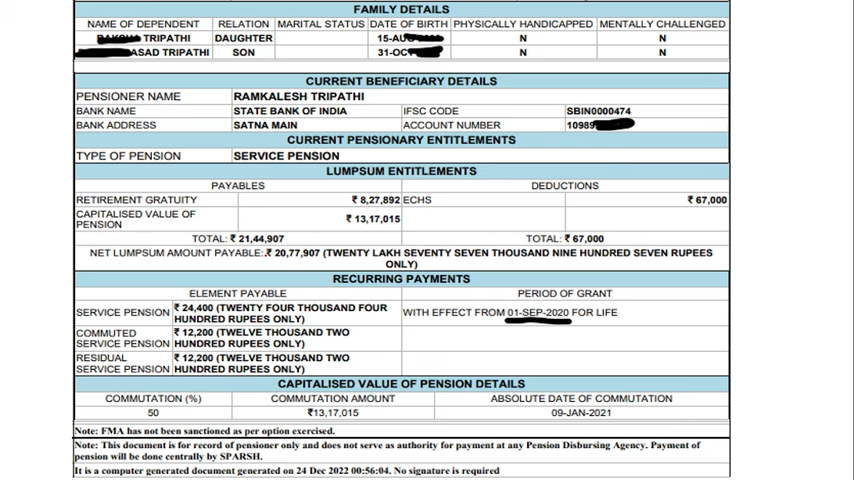 FAMILY DETAILS
NAME OF DEPENDENT RELATION MARITAL STATUS DATE OF BIRTH PHYSICALLY HANDICAPPED MENTALLY CHALLENGED
TRIPATHI DAUGHTER 15-AUG N N
ASAD TRIPATHI SON 31-OCT N N
CURRENT BENEFICIARY DETAILS
PENSIONER NAME RAMKALESH TRIPATHI
BANK NAME STATE BANK OF INDIA IFSC CODE SBIN0000474
BANK ADDRESS SATNA MAIN ACCOUNT NUMBER 10989
CURRENT PENSIONARY ENTITLEMENTS
TYPE OF PENSION SERVICE PENSION
LUMPSUM ENTITLEMENTS
PAYABLES DEDUCTIONS
RETIREMENT GRATUITY ₹ 8,27,892 ECHS ₹ 67,000
CAPITALISED VALUE OF PENSION ₹ 13,17,015
TOTAL: ₹ 21,44,907 TOTAL: ₹ 67,000
NET LUMPSUM AMOUNT PAYABLE: ₹ 20,77,907 (TWENTY LAKH SEVENTY SEVEN THOUSAND NINE HUNDRED SEVEN RUPEES
ONLY)
RECURRING PAYMENTS
ELEMENT PAYABLE PERIOD OF GRANT
SERVICE PENSION ₹ 24,400 (TWENTY FOUR THOUSAND FOUR HUNDRED RUPEES ONLY) WITH EFFECT FROM 01-SEP-2020 FOR LIFE
COMMUTED SERVICE PENSION ₹ 12,200 (TWELVE THOUSAND TWO HUNDRED RUPEES ONLY)
RESIDUAL SERVICE PENSION ₹ 12,200 (TWELVE THOUSAND TWO HUNDRED RUPEES ONLY)
CAPITALISED VALUE OF PENSION DETAILS
COMMUTATION (%) COMMUTATION AMOUNT ABSOLUTE DATE OF COMMUTATION
50 ₹13,17,015 09-JAN-2021
Note: FMA has not been sanctioned as per option exercised.
Note: This document is for record of pensioner only and does not serve as authority for payment at any Pension Disbursing Agency. Payment of
pension will be done centrally by SPARSH.
It is a computer generated document generated on 24 Dec 2022 00:56:04. No signature is required